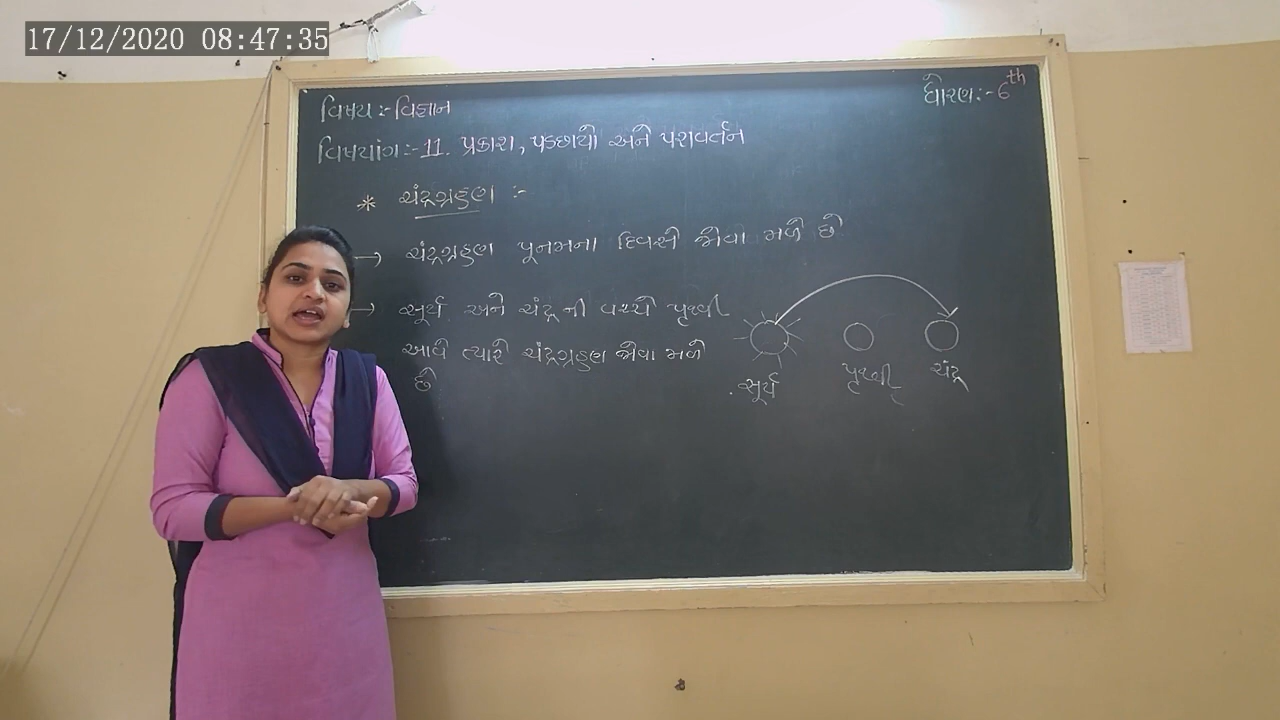 17/12/2020 08:47:35
વિષય :- વિજ્ઞાન
ધોરણ:- 6th
વિષયાંગ:- 11. પ્રકાશ, પડછાયો અને પરાવર્તન
* ચંદ્રગ્રહણ :-
→ ચંદ્રગ્રહણ પૂનમના દિવસે જોવા મળે છે
→ સૂર્ય અને ચંદ્રની વચ્ચે પૃથ્વી
આવે ત્યારે ચંદ્રગ્રહણ જોવા મળે
છે
સૂર્ય પૃથ્વી ચંદ્ર